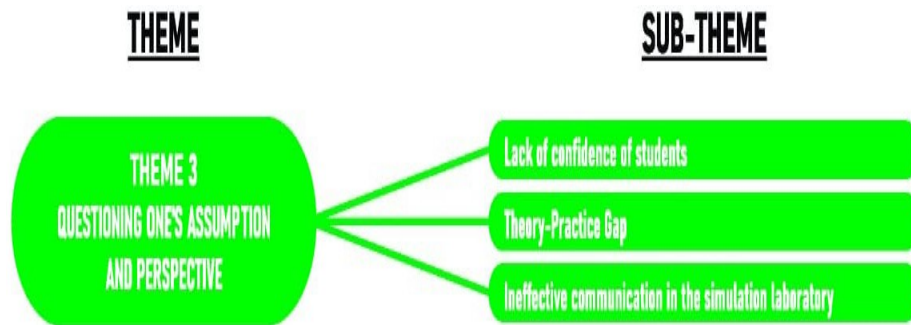 THEME
SUB-THEME
THEME 3
QUESTIONING ONE'S ASSUMPTION
AND PERSPECTIVE
Lack of confidence of students
Theory-Practice Gap
Ineffective communication in the simulation laboratory